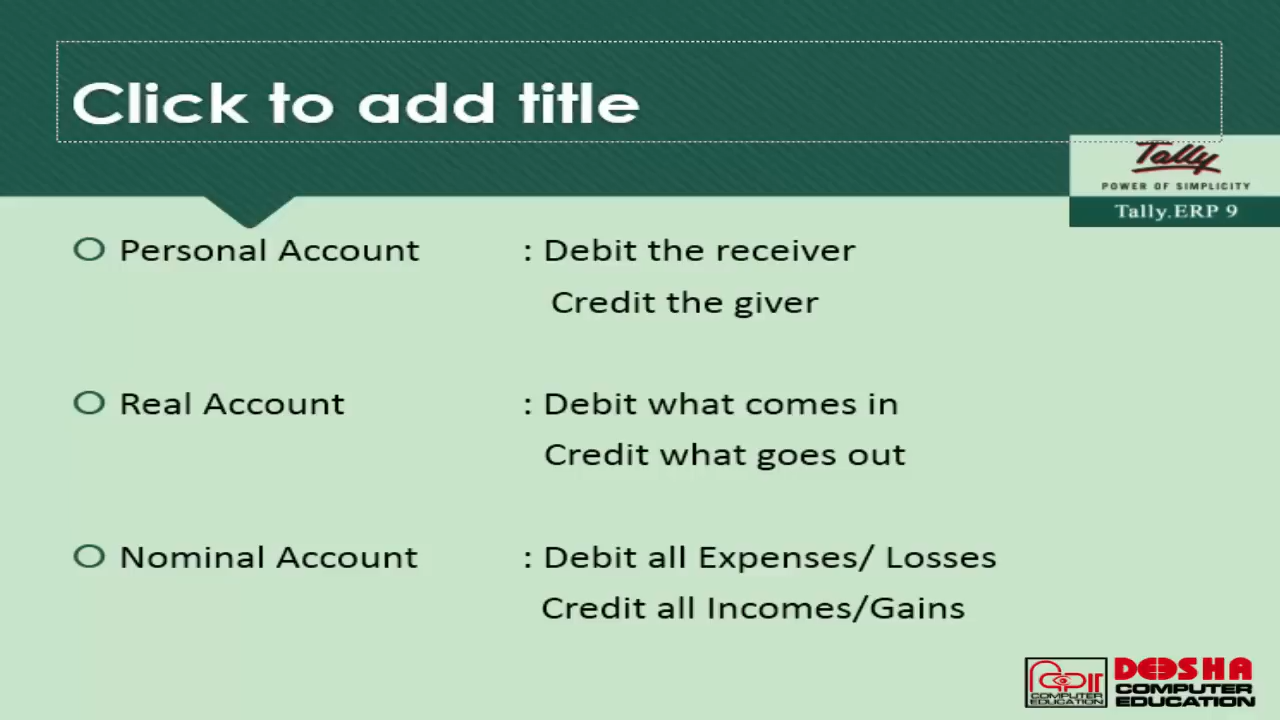 Click to add title
Tally
POWER OF SIMPLICITY
Tally.ERP 9
Personal Account : Debit the receiver
Credit the giver
Real Account : Debit what comes in
Credit what goes out
Nominal Account : Debit all Expenses/ Losses
Credit all Incomes/Gains
COMPUTER
EDUCATION
DOSHA
COMPUTER
EDUCATION